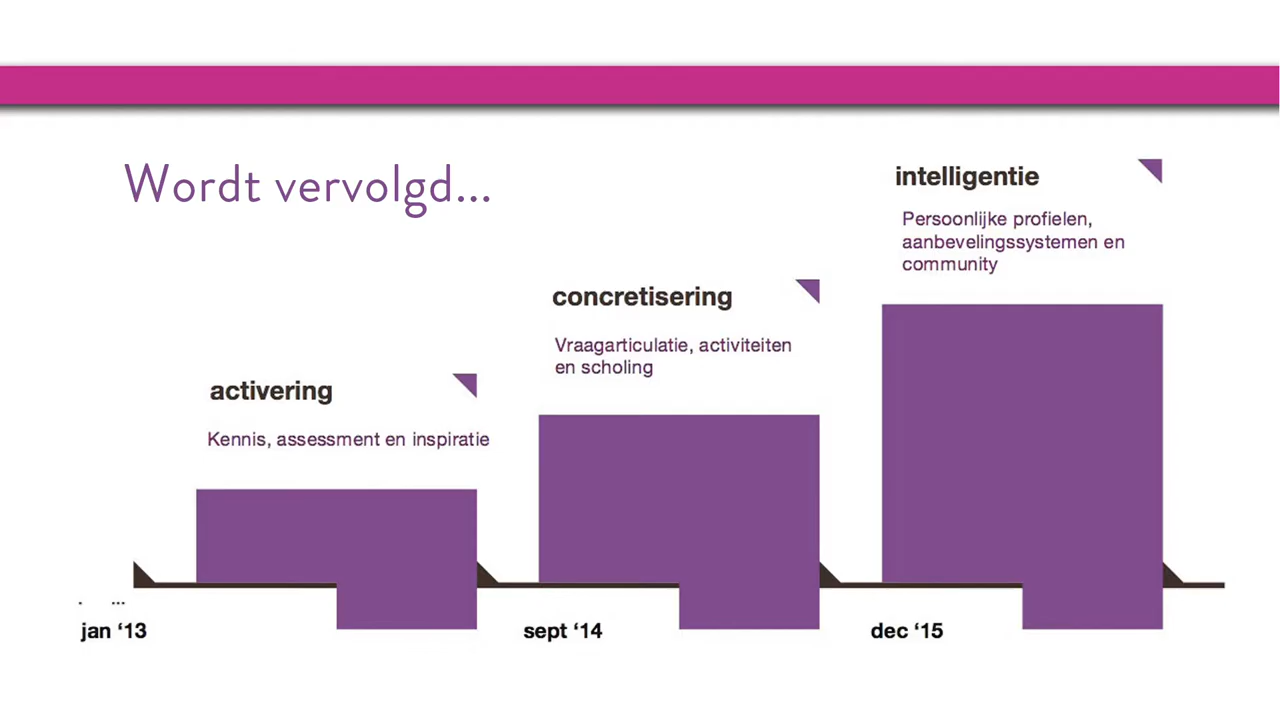 Wordt vervolgd...
intelligentie
Persoonlijke profielen,
aanbevelingssystemen en
community
concretisering
Vraagarticulatie, activiteiten
en scholing
activering
Kennis, assessment en inspiratie
jan ‘13
sept ‘14
dec ‘15